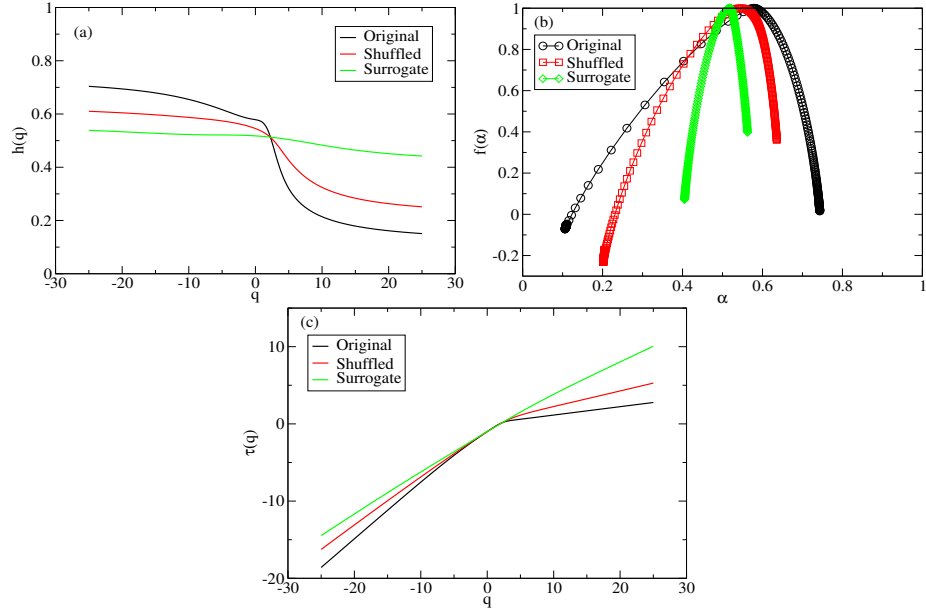 (a)
Original
Shuffled
Surrogate
1
0.8
0.6
0.4
0.2
0
h(q)
-30 -20 -10 0 10 20 30
q
(b)
Original
Shuffled
Surrogate
1
0.8
0.6
0.4
0.2
0
-0.2
f(α)
0 0.2 0.4 0.6 0.8 1
α
(c)
Original
Shuffled
Surrogate
10
0
-10
-20
τ(q)
-30 -20 -10 0 10 20 30
q